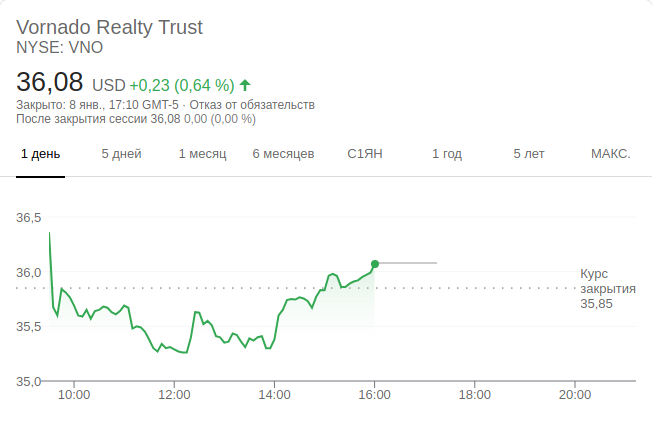 Vornado Realty Trust
NYSE: VNO
36,08 USD +0,23 (0,64 %)
Закрыто: 8 янв., 17:10 GMT-5 · Отказ от обязательств
После закрытия сессии 36,08 0,00 (0,00 %)
1 день 5 дней 1 месяц 6 месяцев С1ЯН 1 год 5 лет МАКС.
36,5
36,0
Курс
закрытия
35,85
35,5
35,0
10:00 12:00 14:00 16:00 18:00 20:00